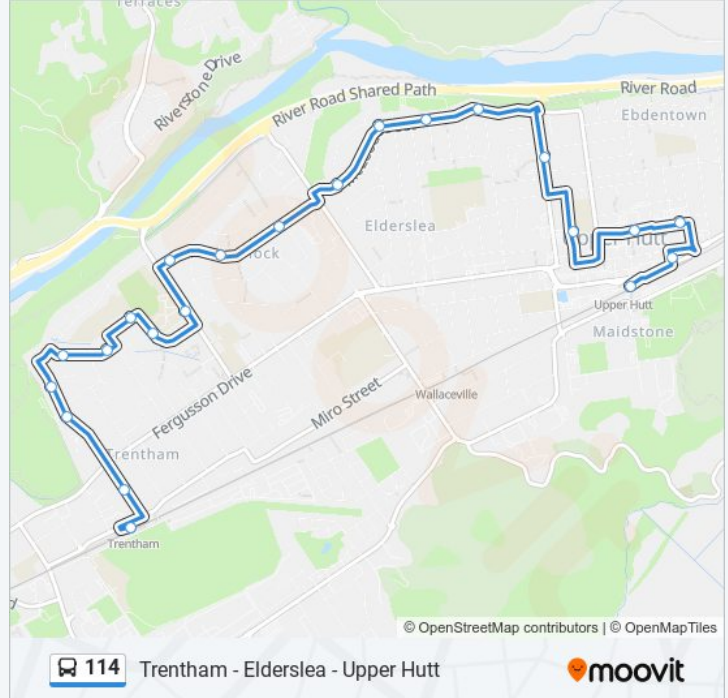 Terraces
Riverstone Drive
River Road Shared Path
River Road
Ebdentown
Elderslea
Upper Hutt
ock
Upper Hutt
Maidstone
Fergusson Drive
Miro Street
Wallaceville
Trentham
Trentham
© OpenStreetMap contributors | © OpenMapTiles
114 Trentham - Elderslea - Upper Hutt moovit